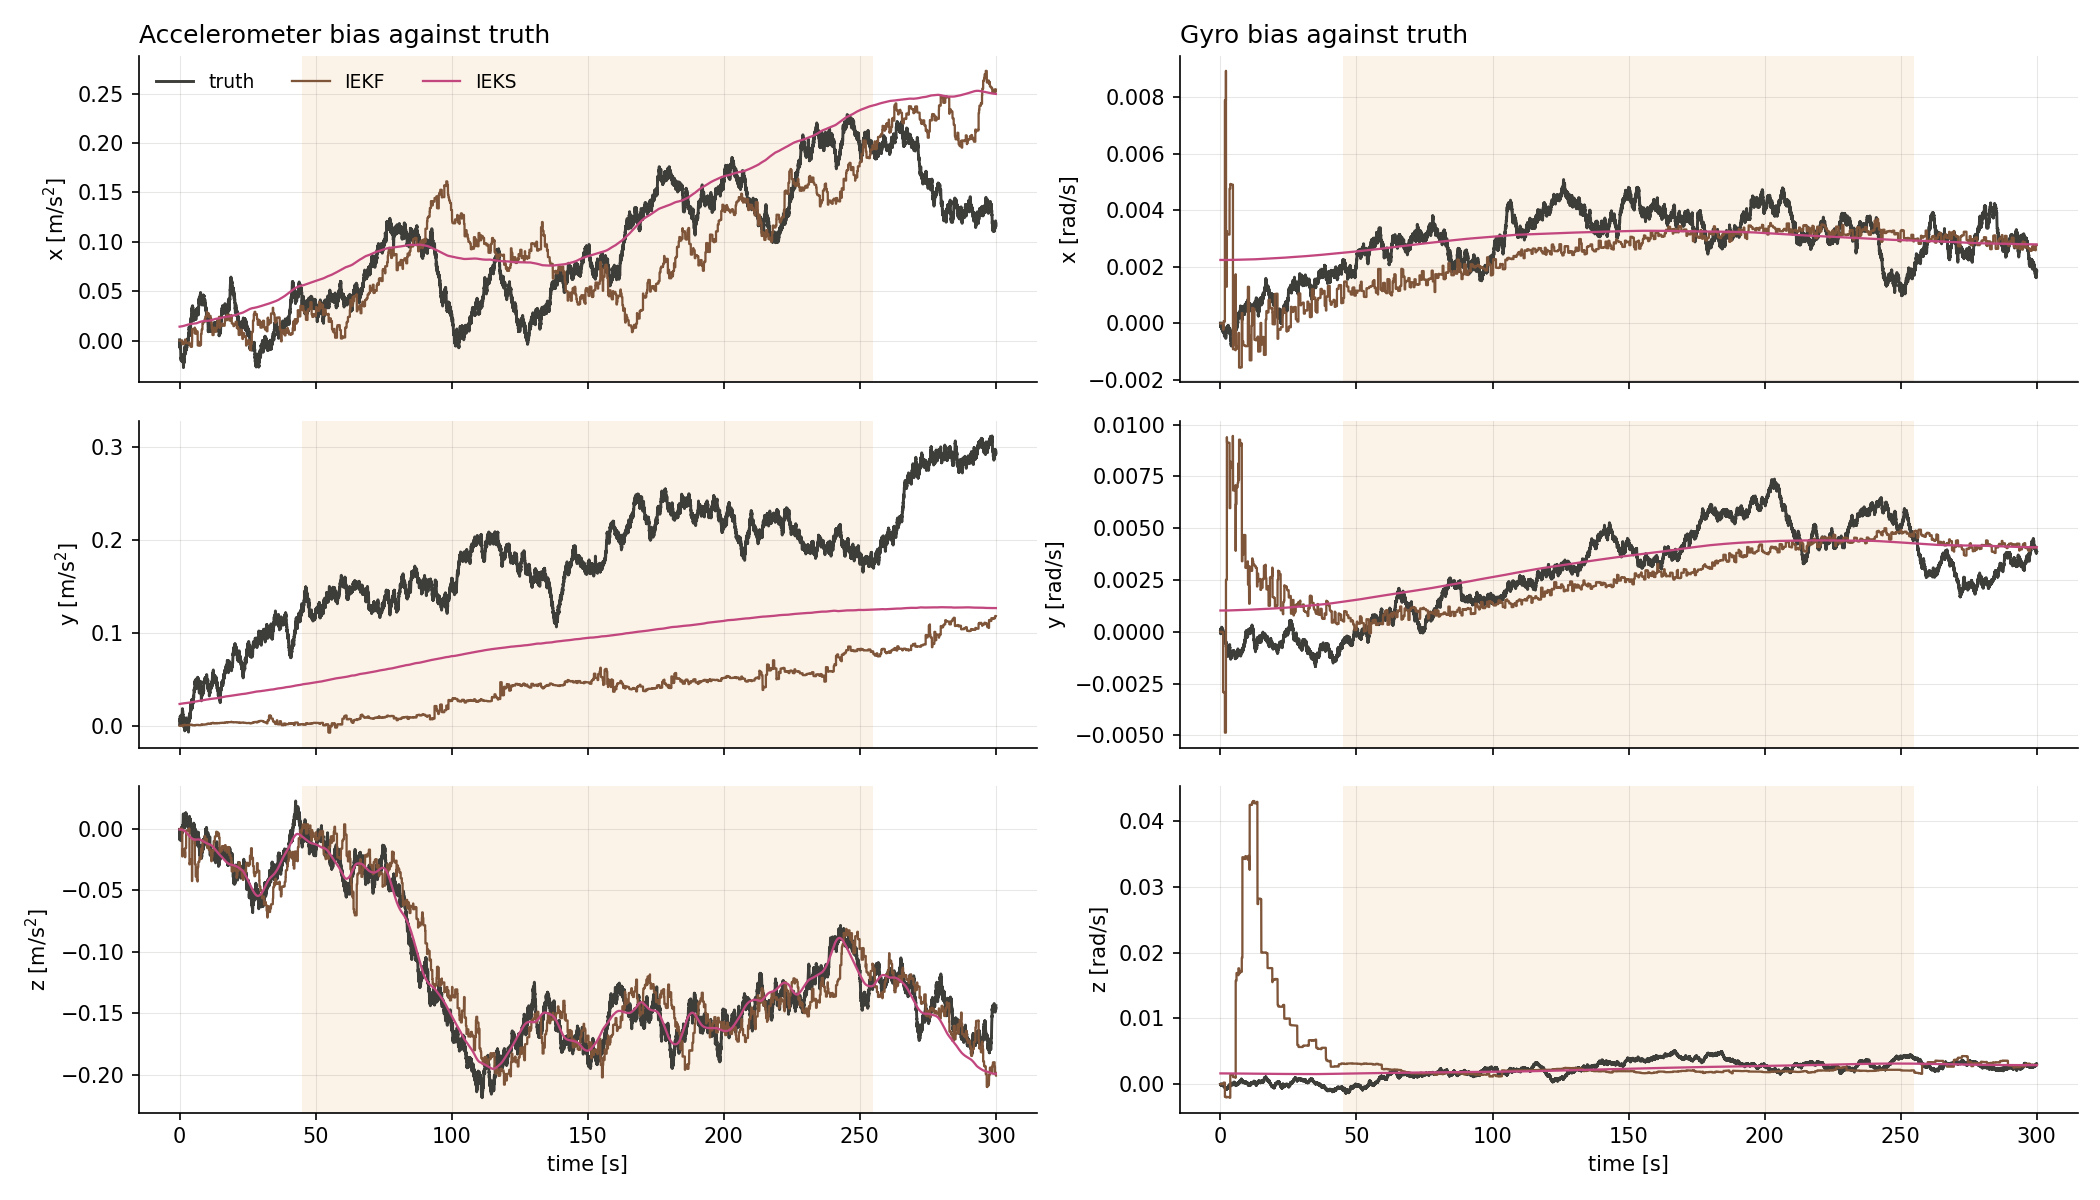 Accelerometer bias against truth
truth IEKF IEKS
0.25
0.20
0.15
0.10
0.05
0.00
x [m/s²]
Gyro bias against truth
0.008
0.006
0.004
0.002
0.000
−0.002
x [rad/s]
0.3
0.2
0.1
0.0
y [m/s²]
0.0100
0.0075
0.0050
0.0025
0.0000
−0.0025
−0.0050
y [rad/s]
0.00
−0.05
−0.10
−0.15
−0.20
z [m/s²]
0 50 100 150 200 250 300
time [s]
0.04
0.03
0.02
0.01
0.00
z [rad/s]
0 50 100 150 200 250 300
time [s]